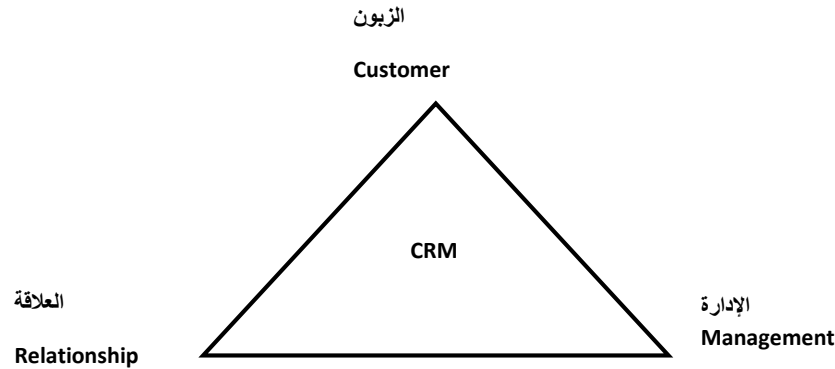 الزبون
Customer
CRM
العلاقة
Relationship
الإدارة
Management